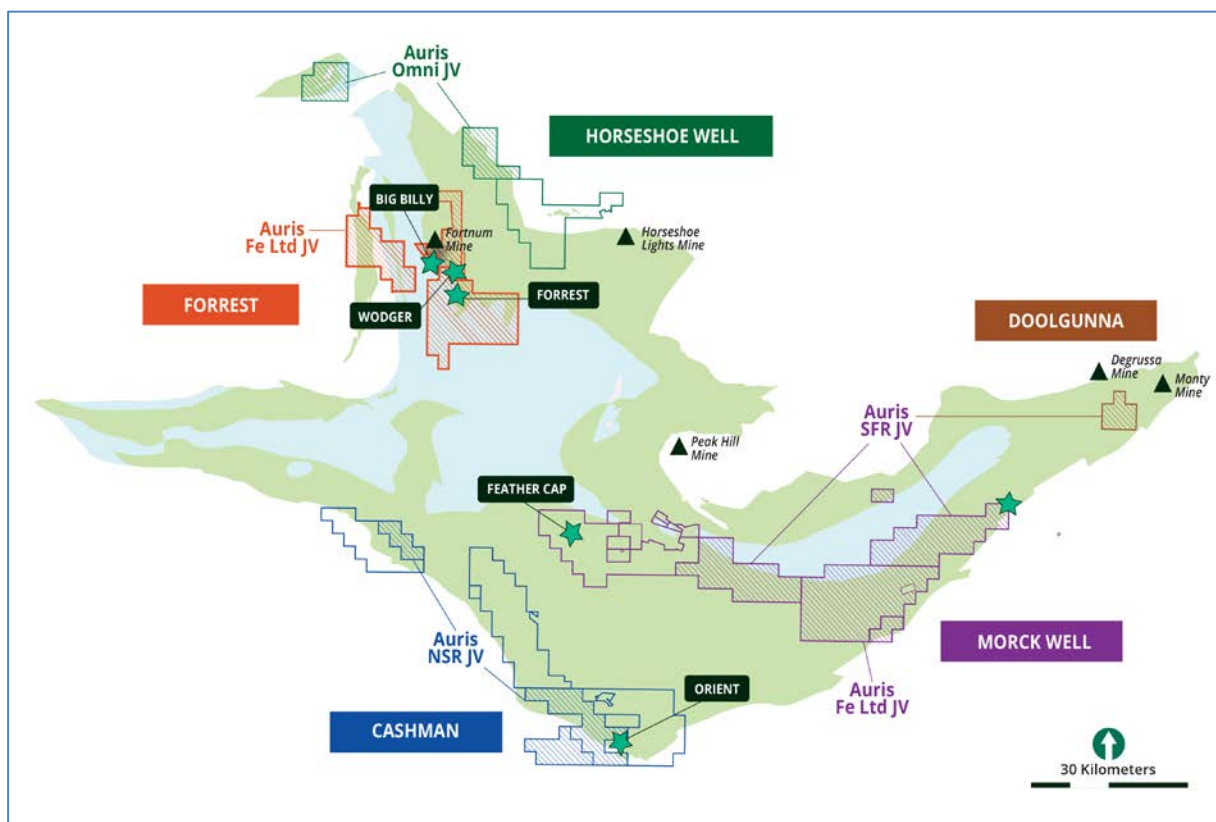 Auris
Omni JV
HORSESHOE WELL
BIG BILLY
Auris
Fe Ltd JV
Fortnum
Mine
Horseshoe
Lights Mine
FORREST
WODGER
FORREST
DOOLGUNNA
Degrussa
Mine
Monty
Mine
Auris
SFR JV
Peak Hill
Mine
FEATHER CAP
Auris
NSR JV
MORCK WELL
ORIENT
Auris
Fe Ltd JV
CASHMAN
30 Kilometers